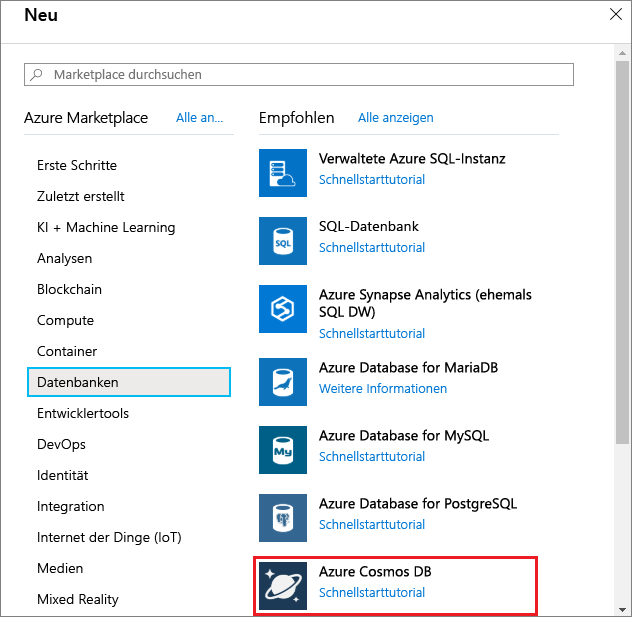 Neu
Marketplace durchsuchen
Azure Marketplace
Alle an...
Empfohlen
Alle anzeigen
Erste Schritte
Zuletzt erstellt
KI + Machine Learning
Analysen
Blockchain
Compute
Container
Datenbanken
Entwicklertools
DevOps
Identität
Integration
Internet der Dinge (IoT)
Medien
Mixed Reality
Verwaltete Azure SQL-Instanz
Schnellstarttutorial
SQL
SQL-Datenbank
Schnellstarttutorial
Azure Synapse Analytics (ehemals
SQL DW)
Schnellstarttutorial
Azure Database for MariaDB
Weitere Informationen
My
Azure Database for MySQL
Schnellstarttutorial
Azure Database for PostgreSQL
Schnellstarttutorial
Azure Cosmos DB
Schnellstarttutorial